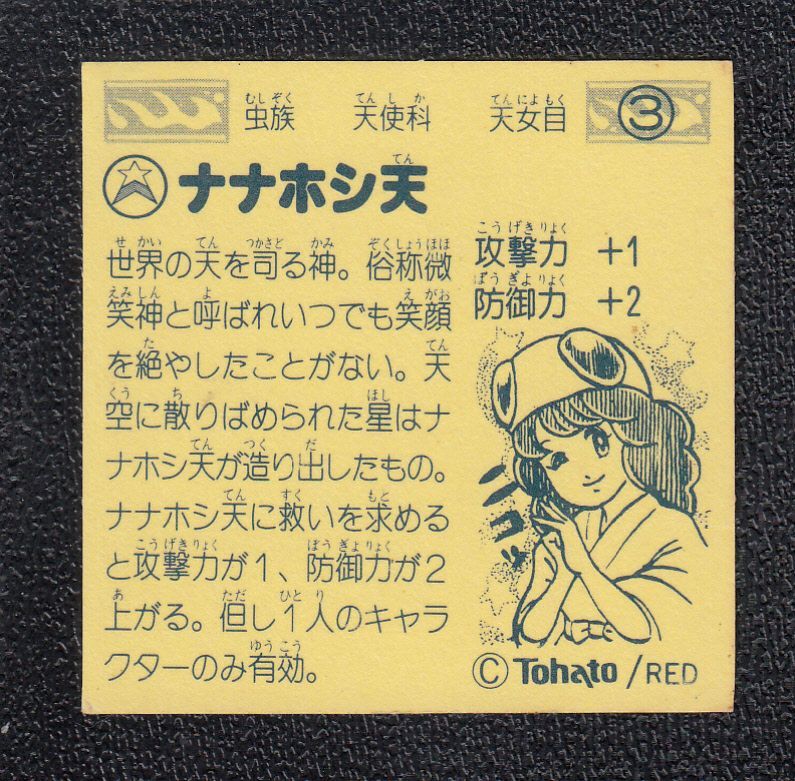 虫族 天使科 天女目 3
ナナホシ天
世界の天を司る神。俗称微
笑神と呼ばれいつでも笑顔
を絶やしたことがない。天
空に散りばめられた星はナ
ナホシ天が造り出したもの。
ナナホシ天に救いを求める
と攻撃力が1、防御力が2
上がる。但し1人のキャラ
クターのみ有効。
攻撃力 +1
防御力 +2
ニコッ
© Tohato /RED